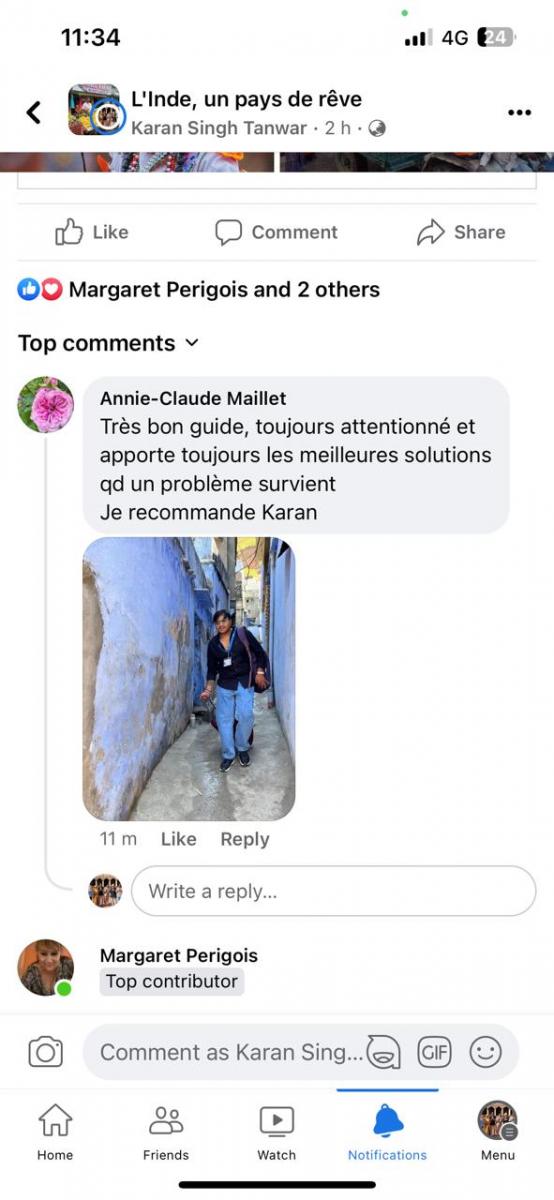 11:34
4G 24
L'Inde, un pays de rêve
Karan Singh Tanwar · 2 h ·
Like Comment Share
Margaret Perigois and 2 others
Top comments
Annie-Claude Maillet
Très bon guide, toujours attentionné et
apporte toujours les meilleures solutions
qd un problème survient
Je recommande Karan
11 m Like Reply
Write a reply...
Margaret Perigois
Top contributor
Comment as Karan Sing... GIF
Home Friends Watch Notifications Menu